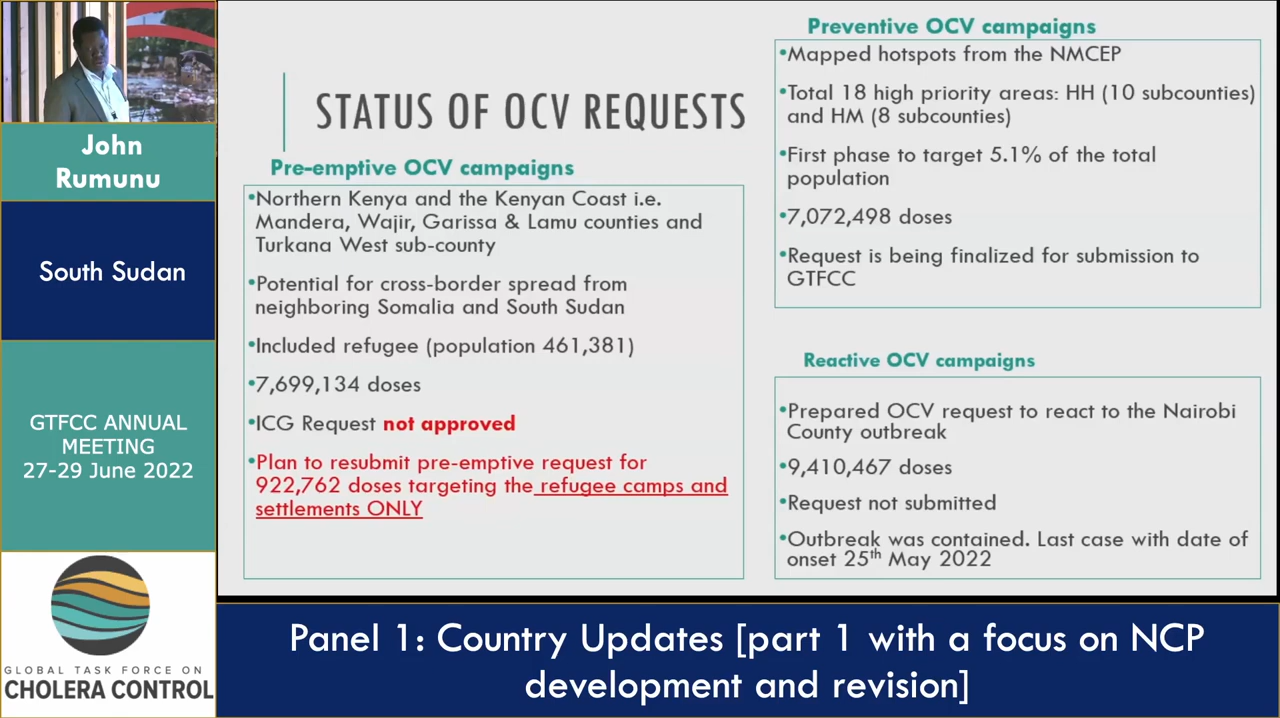 John
Rumunu
South Sudan
GTFCC ANNUAL
MEETING
27-29 June 2022
GLOBAL TASK FORCE ON
CHOLERA CONTROL
STATUS OF OCV REQUESTS
Pre-emptive OCV campaigns
•Northern Kenya and the Kenyan Coast i.e.
Mandera, Wajir, Garissa & Lamu counties and
Turkana West sub-county
•Potential for cross-border spread from
neighboring Somalia and South Sudan
•Included refugee (population 461,381)
•7,699,134 doses
•ICG Request not approved
•Plan to resubmit pre-emptive request for
922,762 doses targeting the refugee camps and
settlements ONLY
Preventive OCV campaigns
•Mapped hotspots from the NMCEP
•Total 18 high priority areas: HH (10 subcounties)
and HM (8 subcounties)
•First phase to target 5.1% of the total
population
•7,072,498 doses
•Request is being finalized for submission to
GTFCC
Reactive OCV campaigns
•Prepared OCV request to react to the Nairobi
County outbreak
•9,410,467 doses
•Request not submitted
•Outbreak was contained. Last case with date of
onset 25th May 2022
Panel 1: Country Updates [part 1 with a focus on NCP
development and revision]